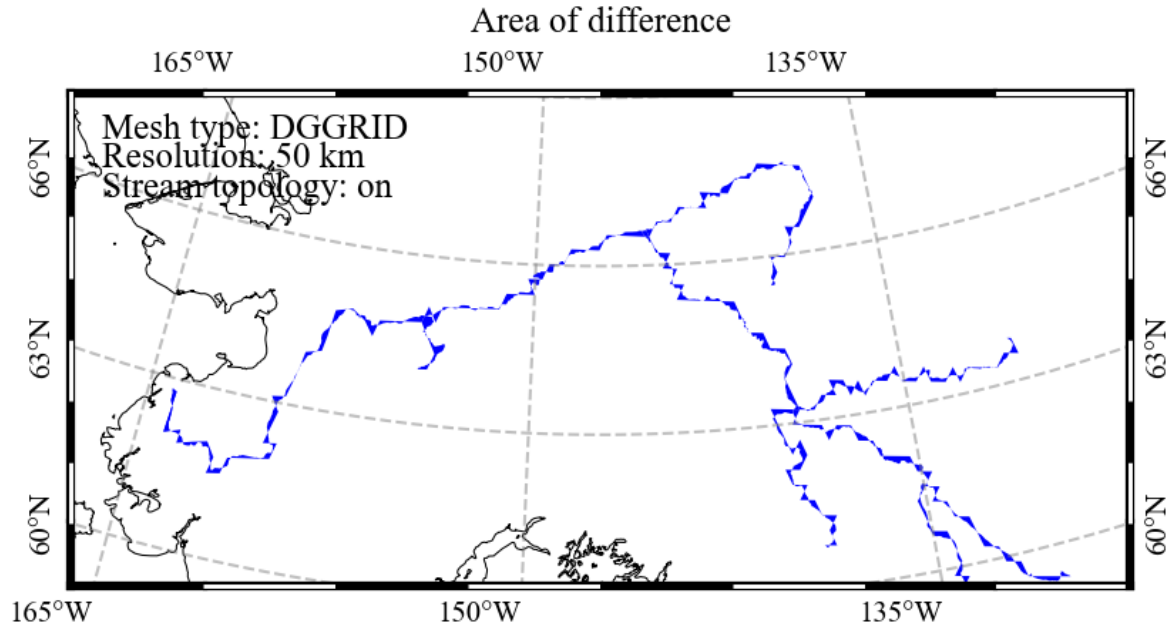 Area of difference
165°W 150°W 135°W
Mesh type: DGGRID
Resolution: 50 km
Stream topology: on
66°N 66°N
63°N 63°N
60°N 60°N
165°W 150°W 135°W